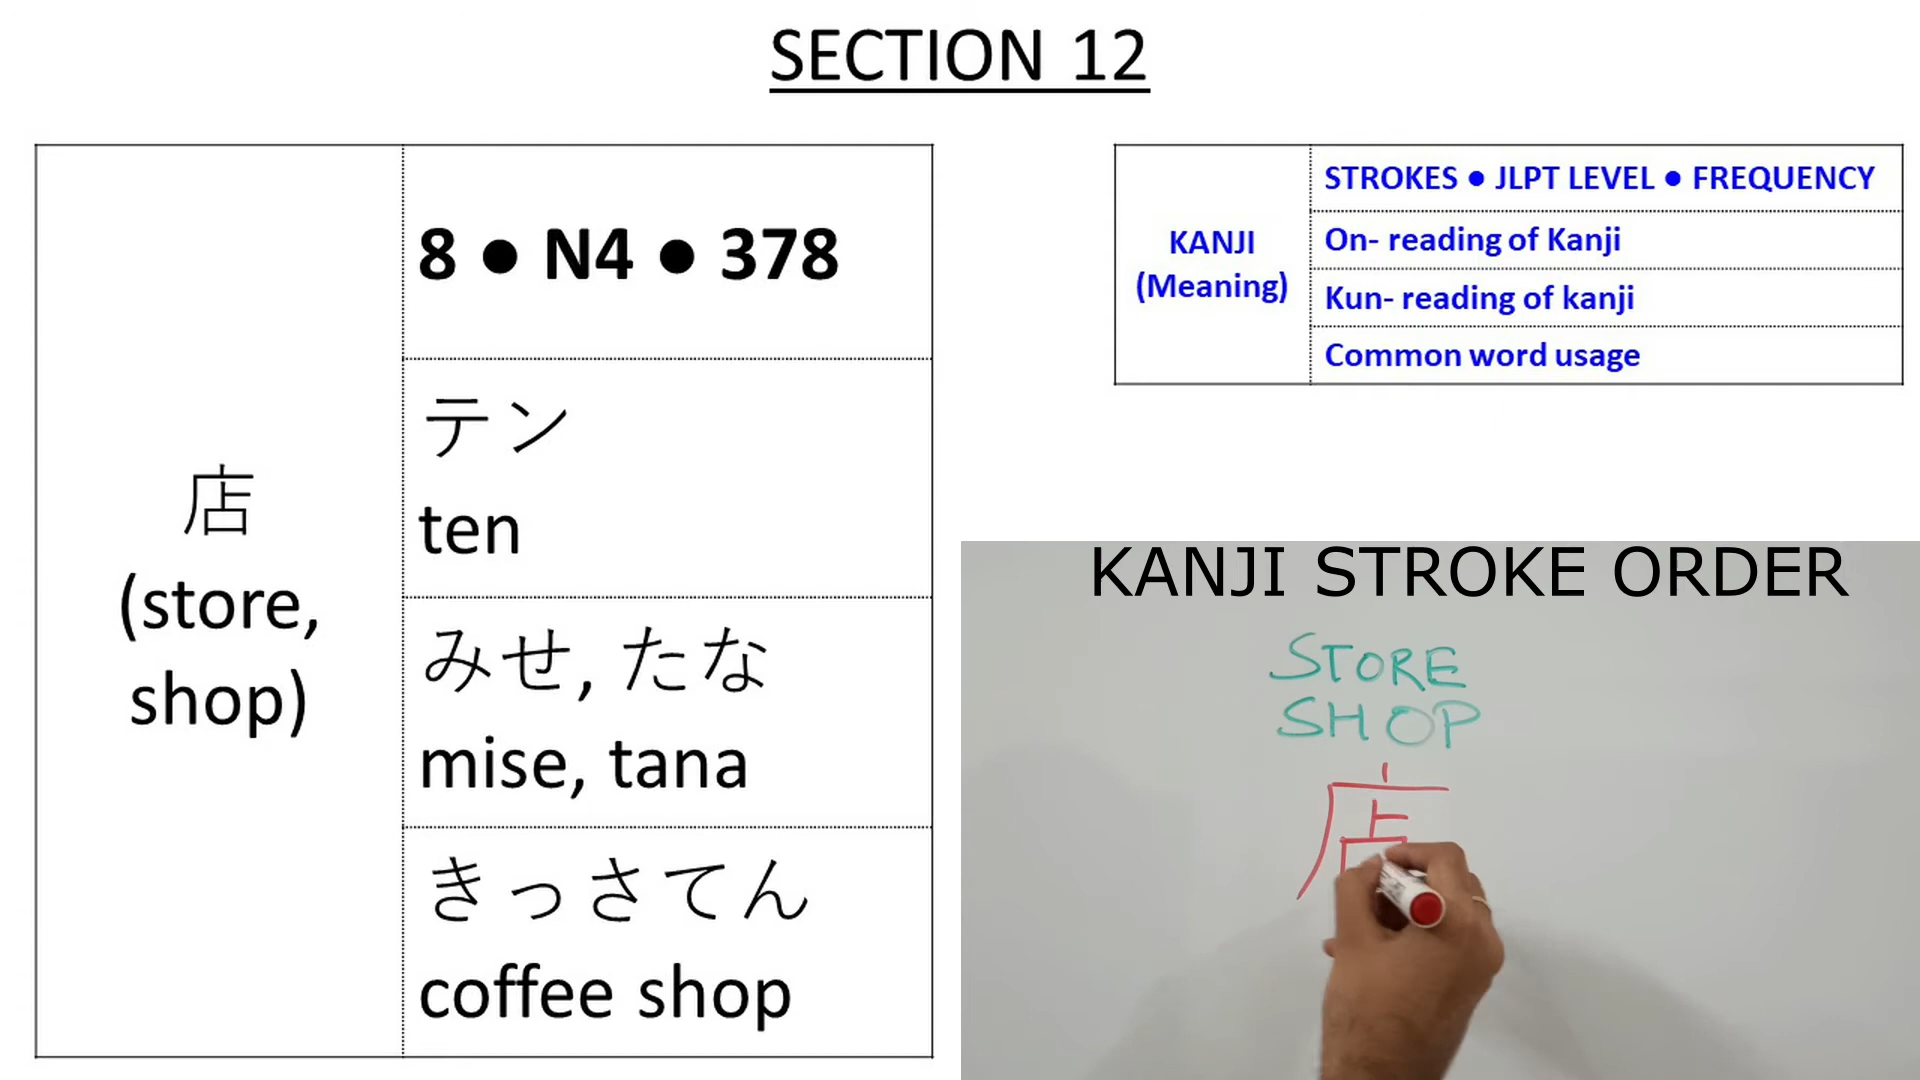 SECTION 12
店
(store,
shop)
8 ● N4 ● 378
テン
ten
みせ, たな
mise, tana
きっさてん
coffee shop
KANJI
(Meaning)
STROKES ● JLPT LEVEL ● FREQUENCY
On- reading of Kanji
Kun- reading of kanji
Common word usage
KANJI STROKE ORDER
STORE
SHOP
店